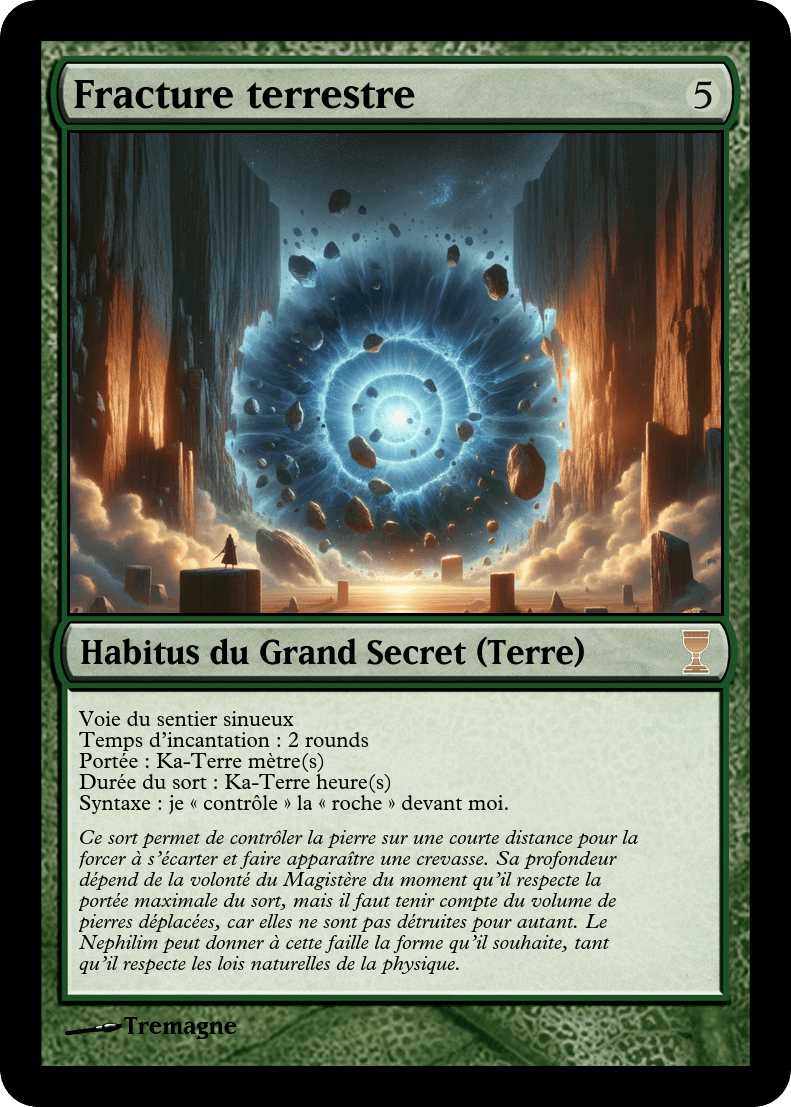 Fracture terrestre 5
Habitus du Grand Secret (Terre)
Voie du sentier sinueux
Temps d'incantation : 2 rounds
Portée : Ka-Terre mètre(s)
Durée du sort : Ka-Terre heure(s)
Syntaxe : je « contrôle » la « roche » devant moi.
Ce sort permet de contrôler la pierre sur une courte distance pour la
forcer à s'écarter et faire apparaître une crevasse. Sa profondeur
dépend de la volonté du Magistère du moment qu'il respecte la
portée maximale du sort, mais il faut tenir compte du volume de
pierres déplacées, car elles ne sont pas détruites pour autant. Le
Nephilim peut donner à cette faille la forme qu'il souhaite, tant
qu'il respecte les lois naturelles de la physique.
Tremagne